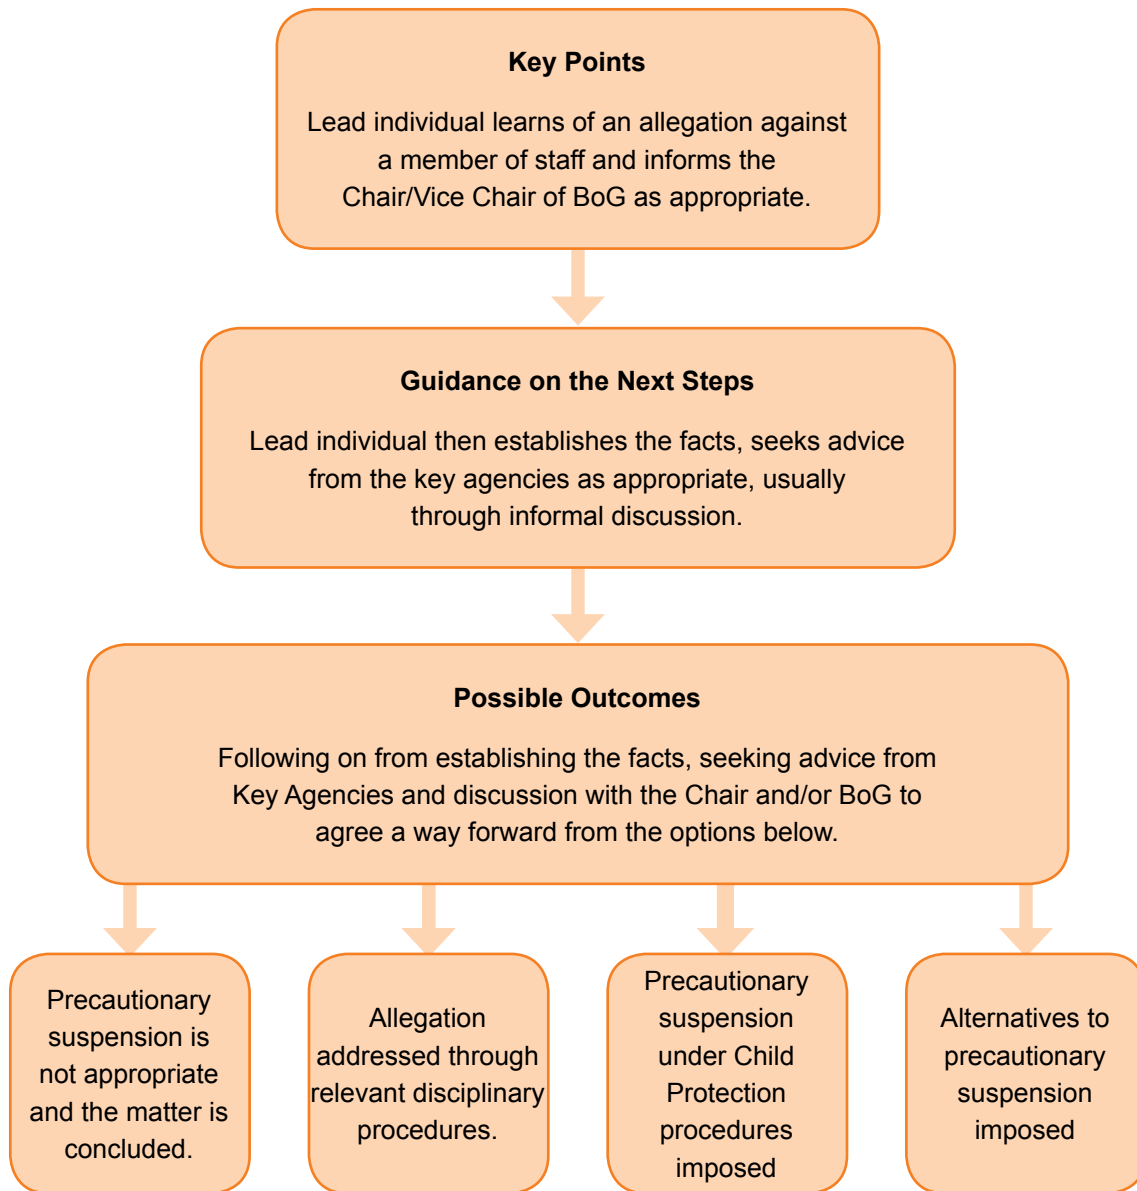 Key Points
Lead individual learns of an allegation against
a member of staff and informs the
Chair/Vice Chair of BoG as appropriate.
Guidance on the Next Steps
Lead individual then establishes the facts, seeks advice
from the key agencies as appropriate, usually
through informal discussion.
Possible Outcomes
Following on from establishing the facts, seeking advice from
Key Agencies and discussion with the Chair and/or BoG to
agree a way forward from the options below.
Precautionary
suspension is
not appropriate
and the matter is
concluded.
Allegation
addressed through
relevant disciplinary
procedures.
Precautionary
suspension
under Child
Protection
procedures
imposed
Alternatives to
precautionary
suspension
imposed